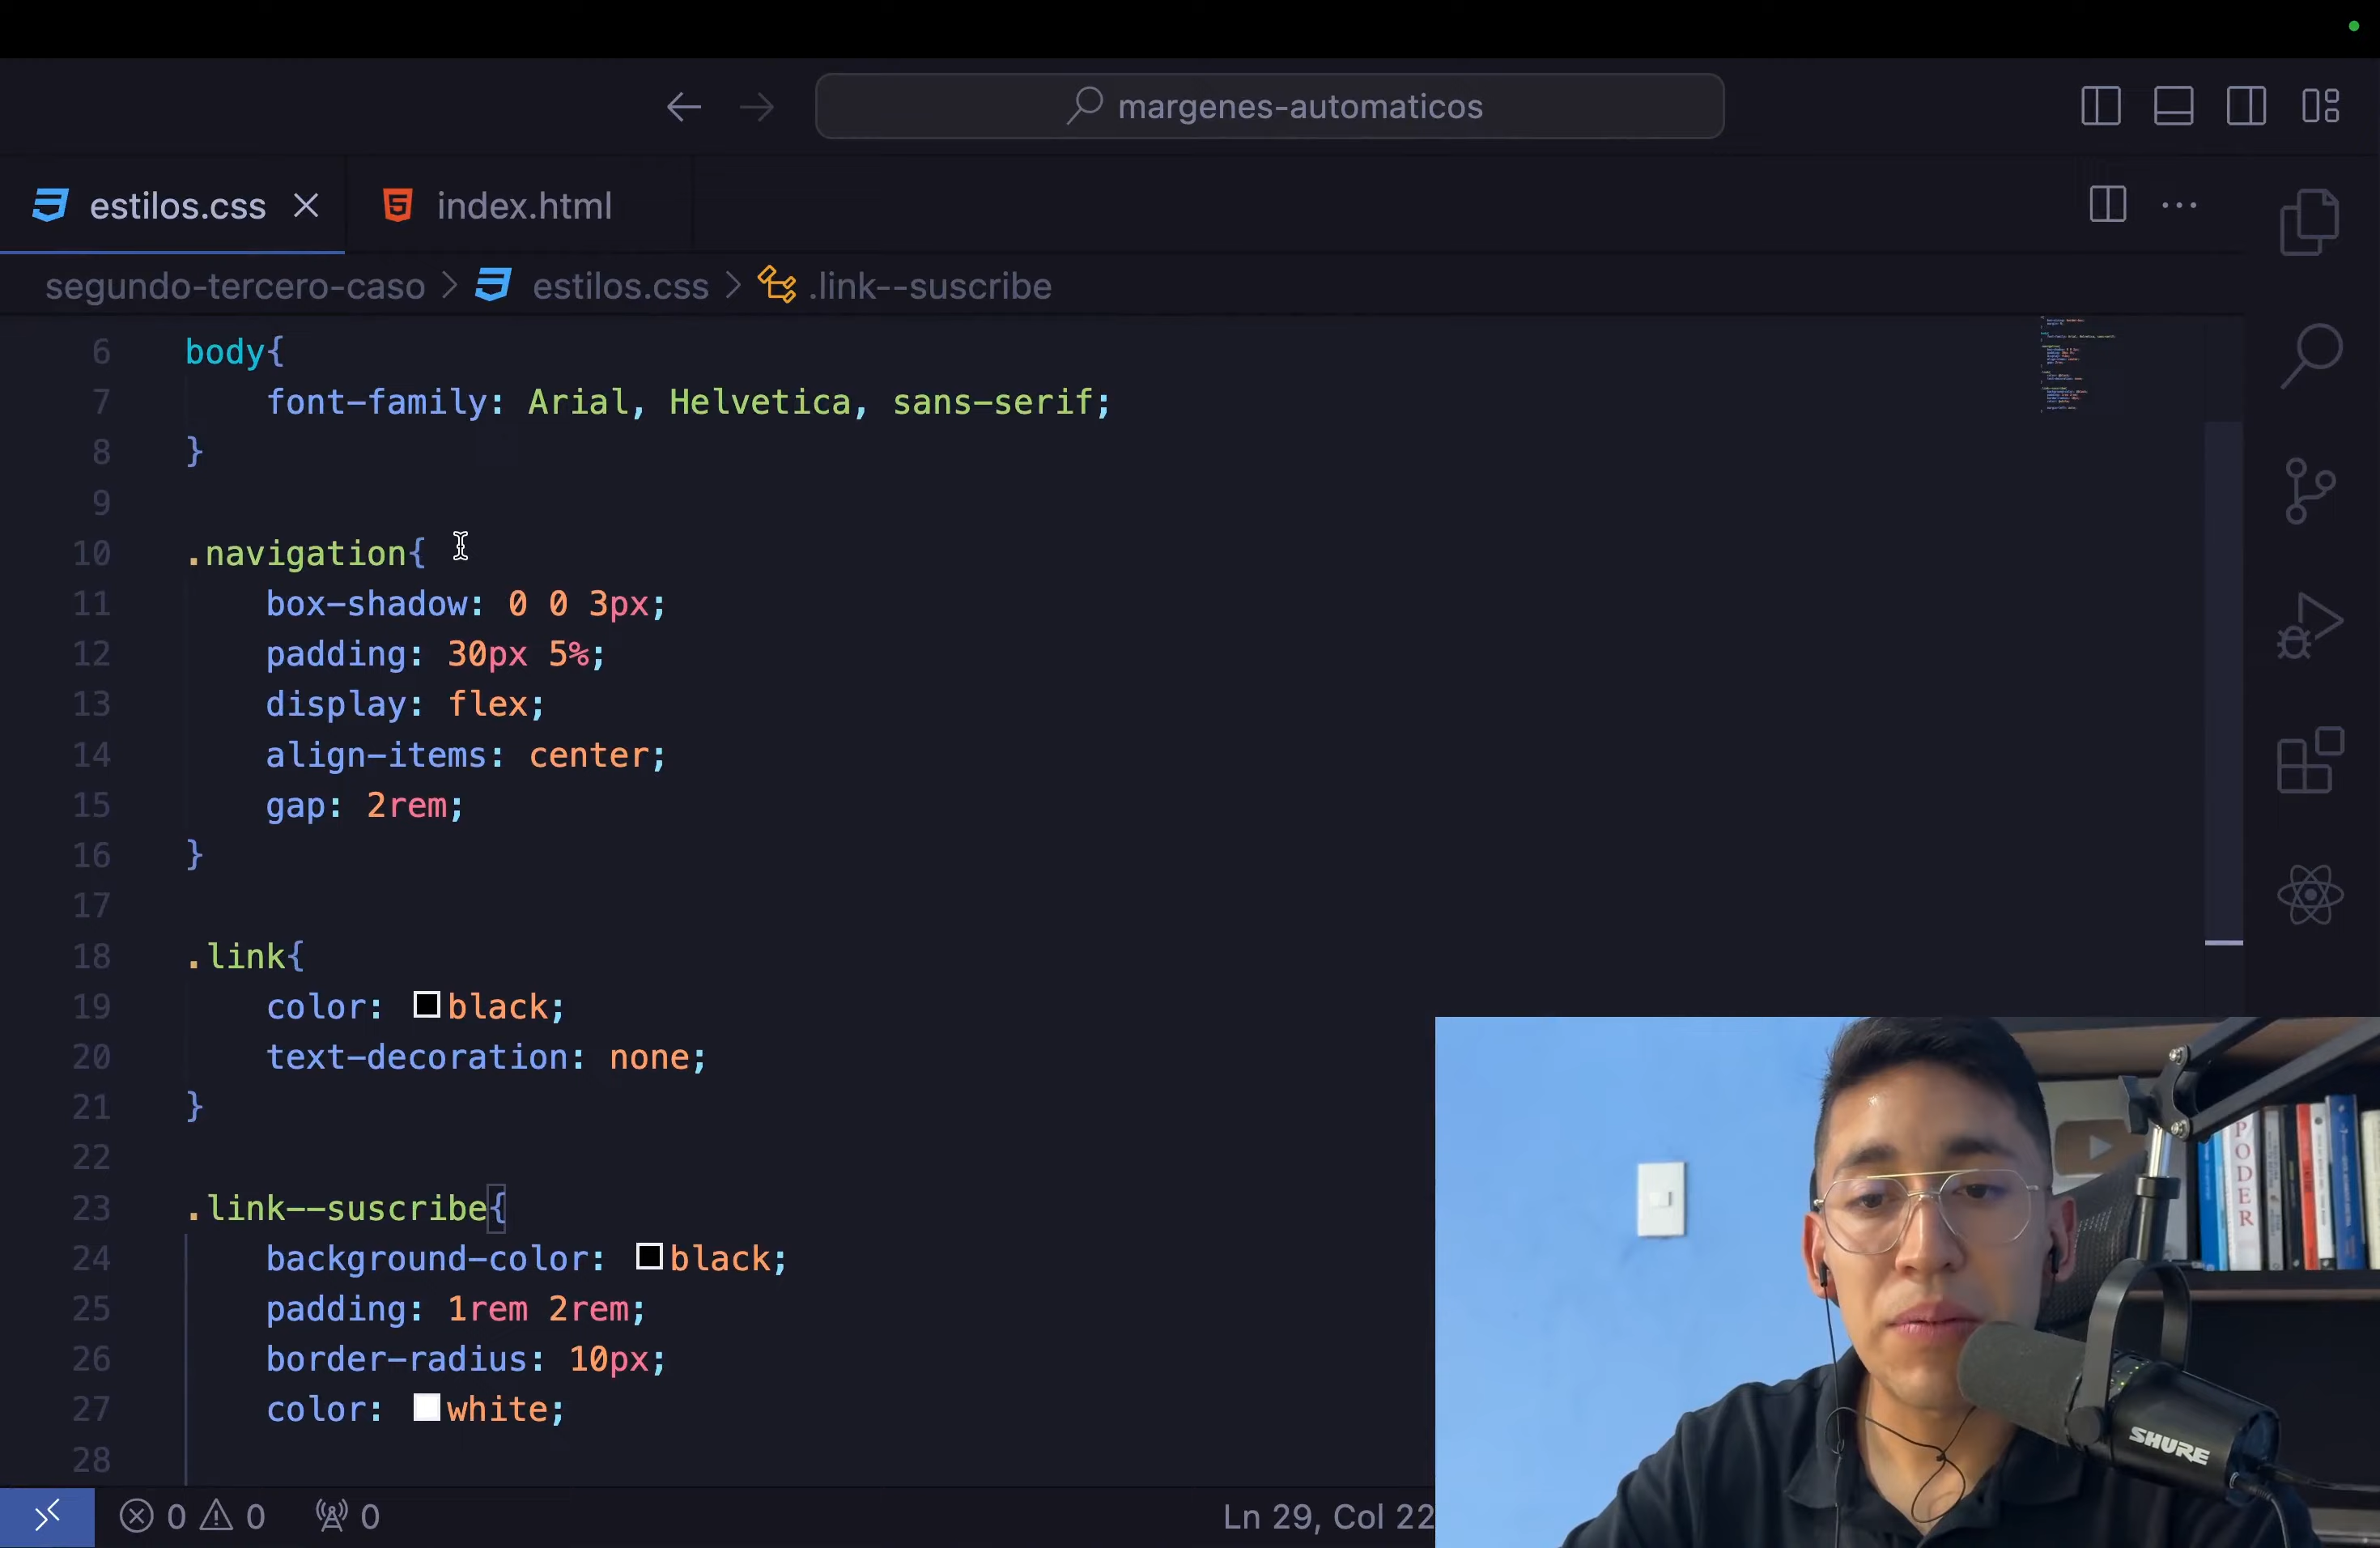 margenes-automaticos
estilos.css
index.html
segundo-tercero-caso > estilos.css > .link--suscribe
6 body{
7 font-family: Arial, Helvetica, sans-serif;
8 }
9
10 .navigation{
11 box-shadow: 0 0 3px;
12 padding: 30px 5%;
13 display: flex;
14 align-items: center;
15 gap: 2rem;
16 }
17
18 .link{
19 color: black;
20 text-decoration: none;
21 }
22
23 .link--suscribe{
24 background-color: black;
25 padding: 1rem 2rem;
26 border-radius: 10px;
27 color: white;
28
0 0 0
Ln 29, Col 22
PODER
SHURE